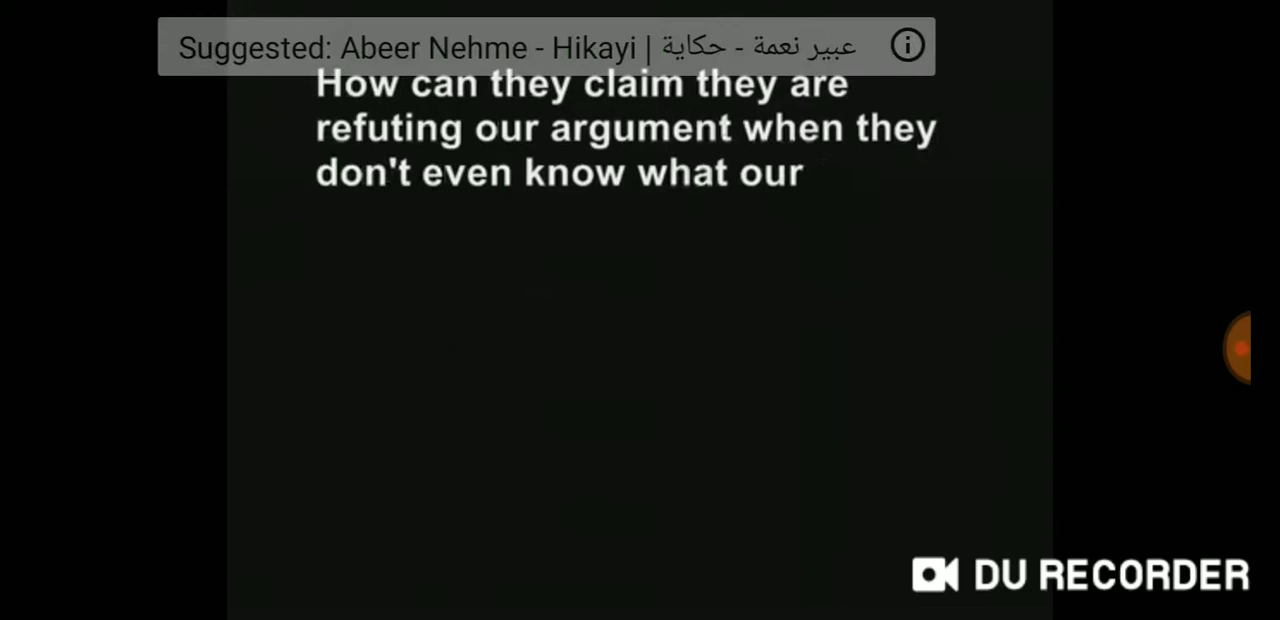 Suggested: Abeer Nehme - Hikayi | عبير نعمة - حكاية
How can they claim they are
refuting our argument when they
don't even know what our
DU RECORDER